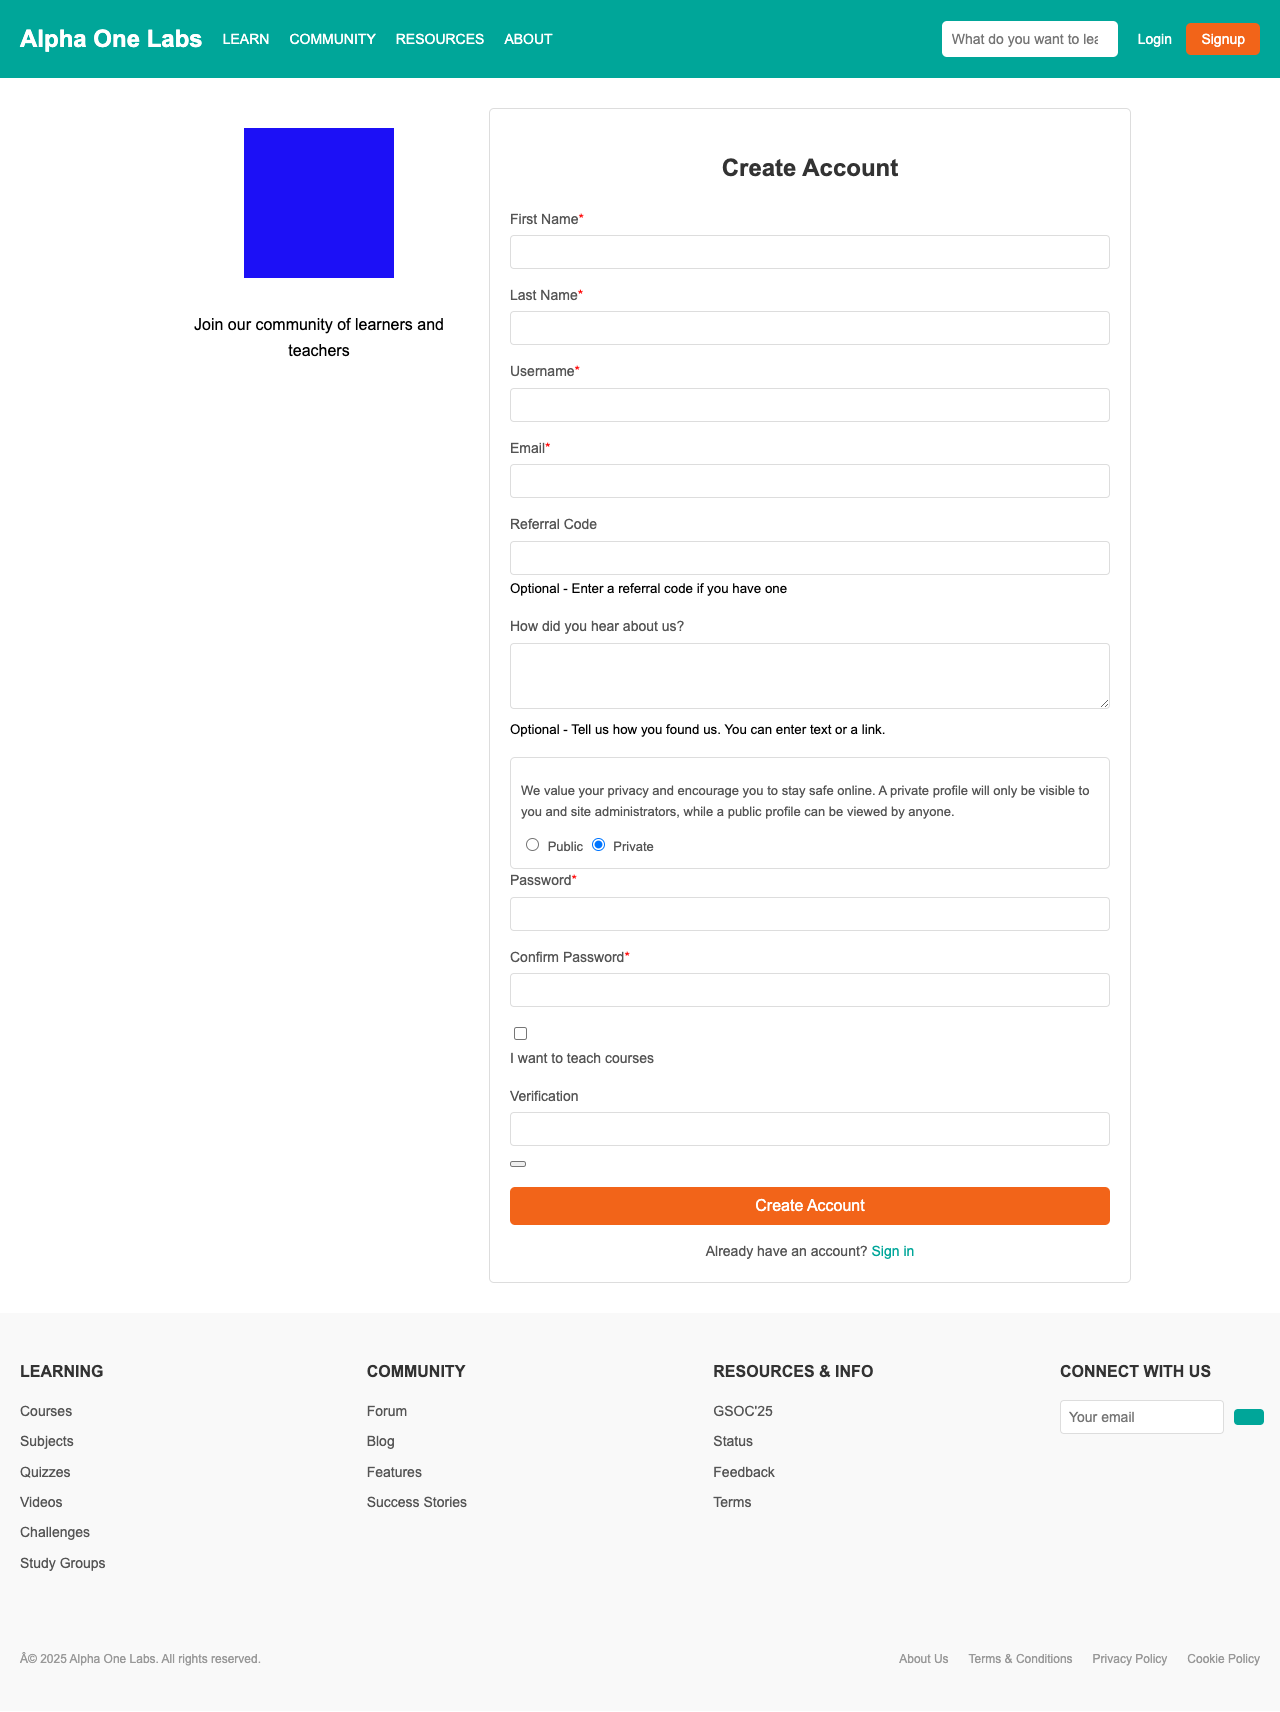 Alpha One Labs LEARN COMMUNITY RESOURCES ABOUT What do you want to lea Login Signup
Join our community of learners and
teachers
Create Account
First Name*
Last Name*
Username*
Email*
Referral Code
Optional - Enter a referral code if you have one
How did you hear about us?
Optional - Tell us how you found us. You can enter text or a link.
We value your privacy and encourage you to stay safe online. A private profile will only be visible to
you and site administrators, while a public profile can be viewed by anyone.
Public Private
Password*
Confirm Password*
I want to teach courses
Verification
Create Account
Already have an account? Sign in
LEARNING
Courses
Subjects
Quizzes
Videos
Challenges
Study Groups
COMMUNITY
Forum
Blog
Features
Success Stories
RESOURCES & INFO
GSOC'25
Status
Feedback
Terms
CONNECT WITH US
Your email
Â© 2025 Alpha One Labs. All rights reserved.
About Us Terms & Conditions Privacy Policy Cookie Policy